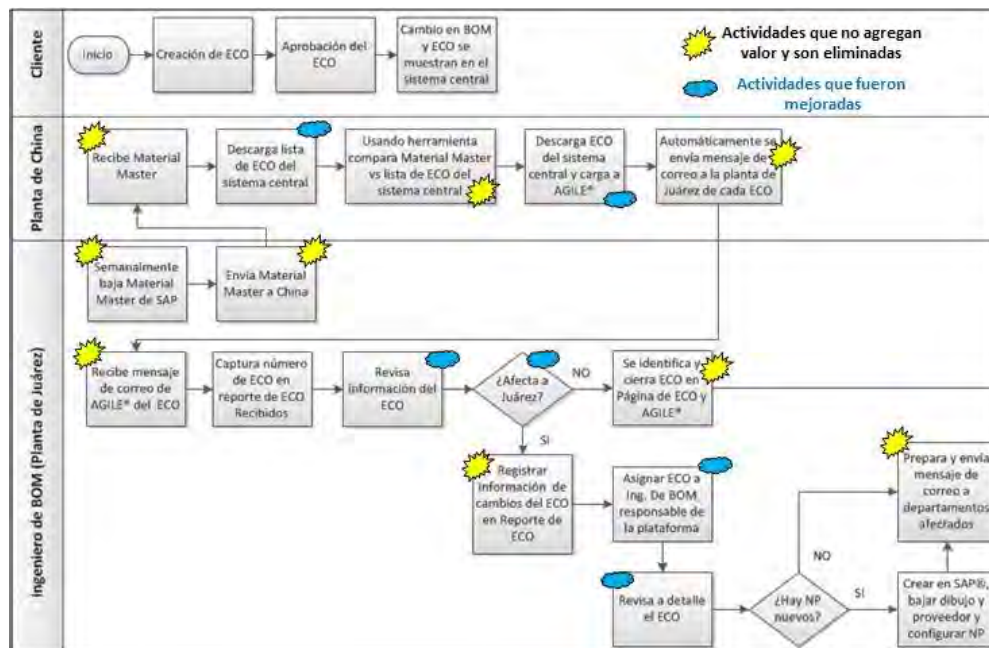 Cliente
Inicio
Creación de ECO
Aprobación del
ECO
Cambio en BOM
y ECO se
muestran en el
sistema central
Actividades que no agregan
valor y son eliminadas
Actividades que fueron
mejoradas
Planta de China
Recibe Material
Master
Descarga lista
de ECO del
sistema central
Usando herramienta
compara Material Master
vs lista de ECO del
sistema central
Descarga ECO
del sistema
central y carga a
AGILE®
Automáticamente se
envía mensaje de
correo a la planta de
Juárez de cada ECO
Ingeniero de BOM (Planta de Juárez)
Semanalmente
baja Material
Master de SAP
Envía Material
Master a China
Recibe mensaje
de correo de
AGILE® del ECO
Captura número
de ECO en
reporte de ECO
Recibidos
Revisa
información del
ECO
¿Afecta a
Juárez?
NO
Se identifica y
cierra ECO en
Página de ECO y
AGILE®
SI
Registrar
información de
cambios del ECO
en Reporte de
ECO
Asignar ECO a
Ing. De BOM
responsable de
la plataforma
Prepara y envía
mensaje de
correo a
departamentos
afectados
NO
Revisa a detalle
el ECO
¿Hay NP
nuevos?
SI
Crear en SAP®,
bajar dibujo y
proveedor y
configurar NP